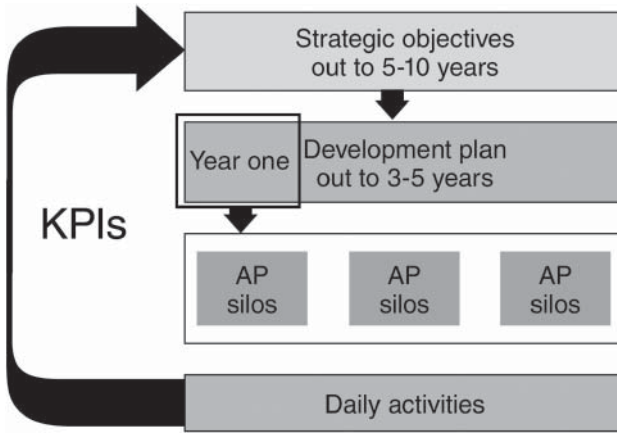 Strategic objectives
out to 5-10 years
Year one
Development plan
out to 3-5 years
KPIs
AP
silos
AP
silos
AP
silos
Daily activities